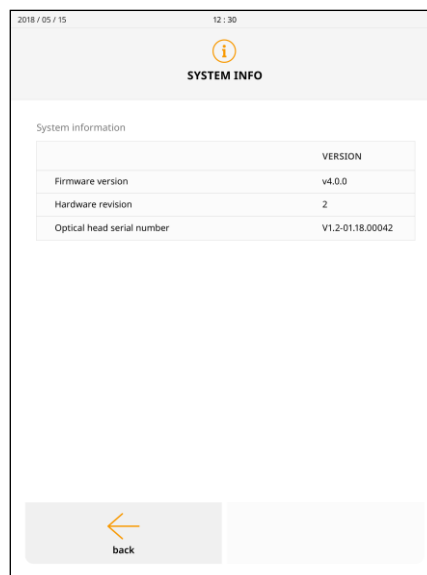 2018 / 05 / 15 12 : 30
SYSTEM INFO
System information
VERSION
Firmware version v4.0.0
Hardware revision 2
Optical head serial number V1.2-01.18.00042
back